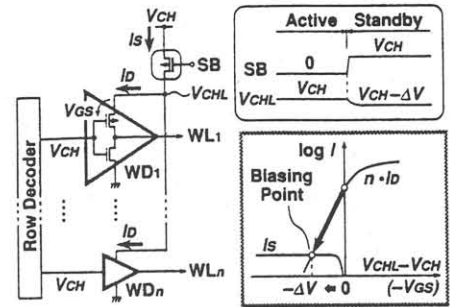 VCH
IS
SB
ID
VCHL
VGS
VCH
WL1
WD1
Row Decoder
ID
VCH
WLn
WDn
Active Standby
SB 0 VCH
VCHL VCH VCH–ΔV
log I
Biasing
Point
n•ID
IS
VCHL–VCH
–ΔV 0
(–VGS)